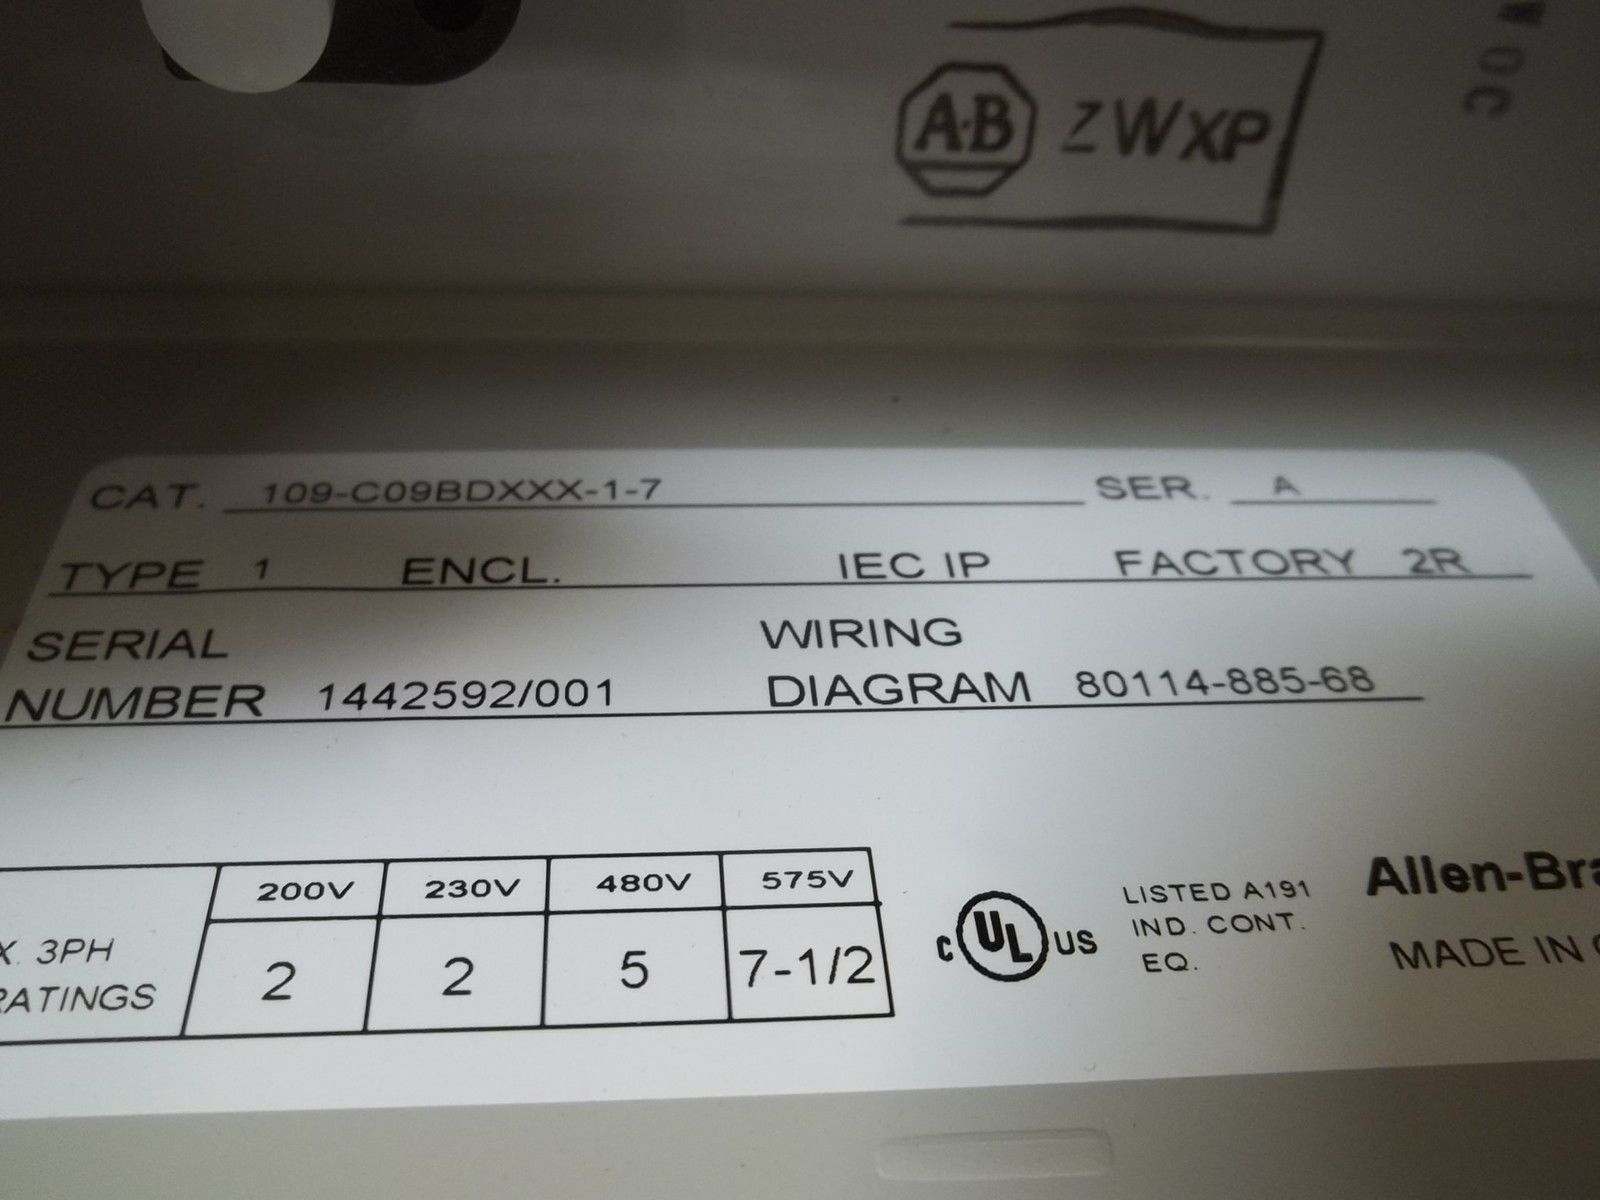 A·B ZWXP
CAT. 109-C09BDXXX-1-7 SER. A
TYPE 1 ENCL. IEC IP FACTORY 2R
SERIAL
NUMBER 1442592/001
WIRING
DIAGRAM 80114-885-68
200V 230V 480V 575V
3PH
RATINGS
2 2 5 7-1/2
C UL US
LISTED A191
IND. CONT.
EQ.
Allen-Bra
MADE IN